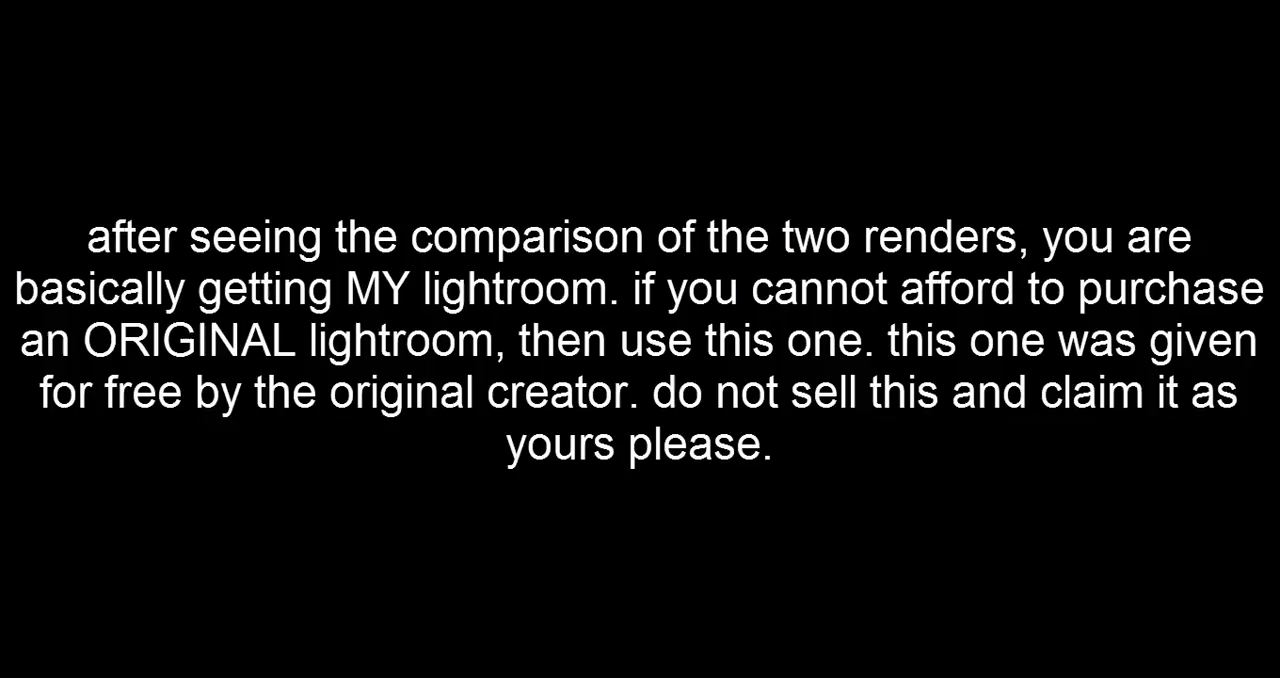 after seeing the comparison of the two renders, you are
basically getting MY lightroom. if you cannot afford to purchase
an ORIGINAL lightroom, then use this one. this one was given
for free by the original creator. do not sell this and claim it as
yours please.